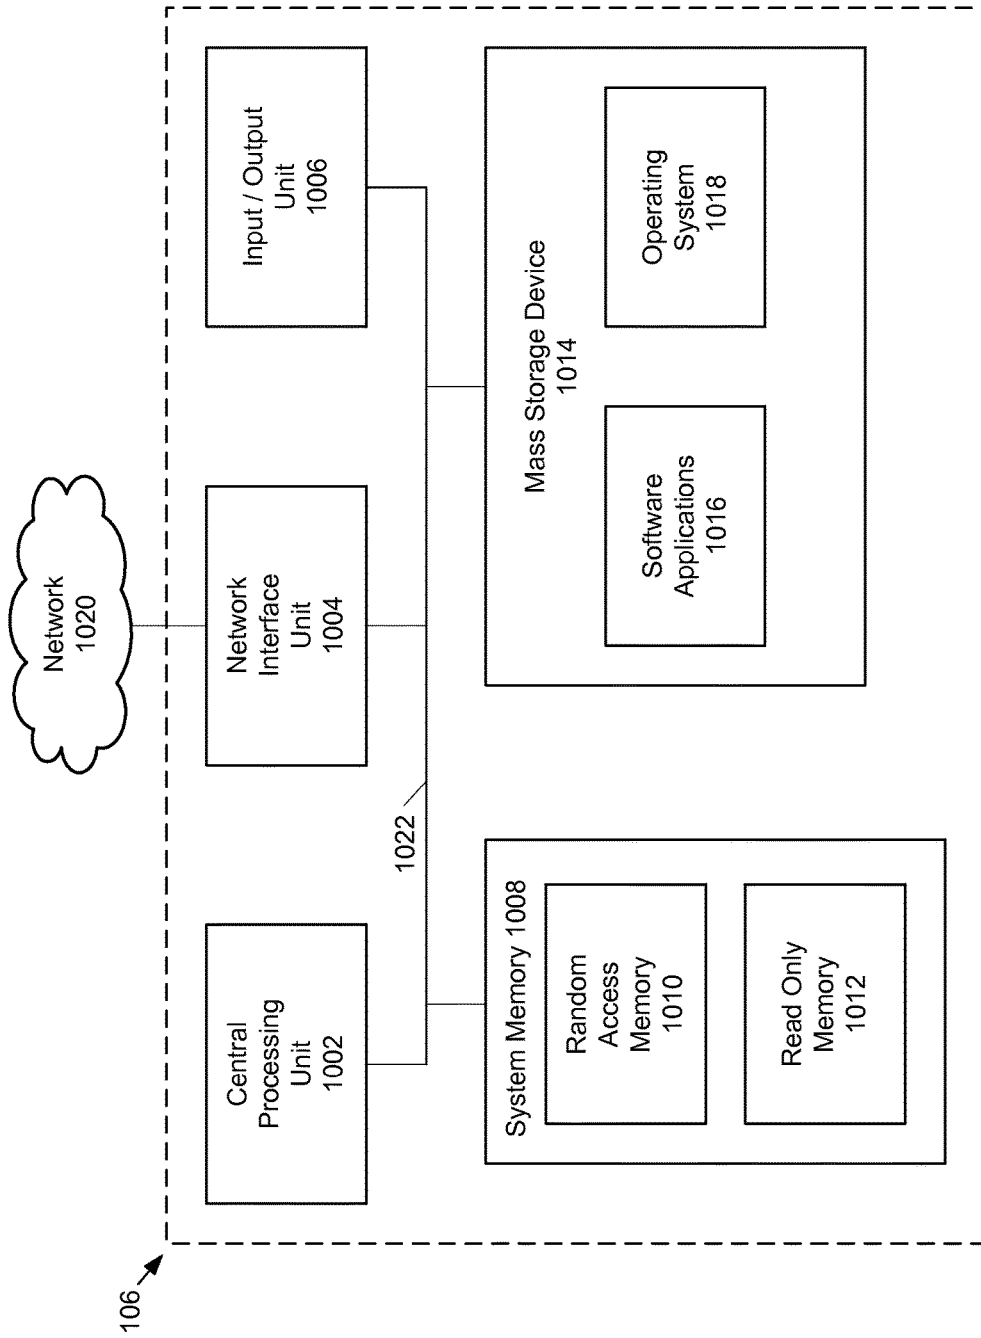 106
Network
1020
Central
Processing
Unit
1002
Network
Interface
Unit
1004
Input / Output
Unit
1006
1022
System Memory 1008
Random
Access
Memory
1010
Read Only
Memory
1012
Mass Storage Device
1014
Software
Applications
1016
Operating
System
1018